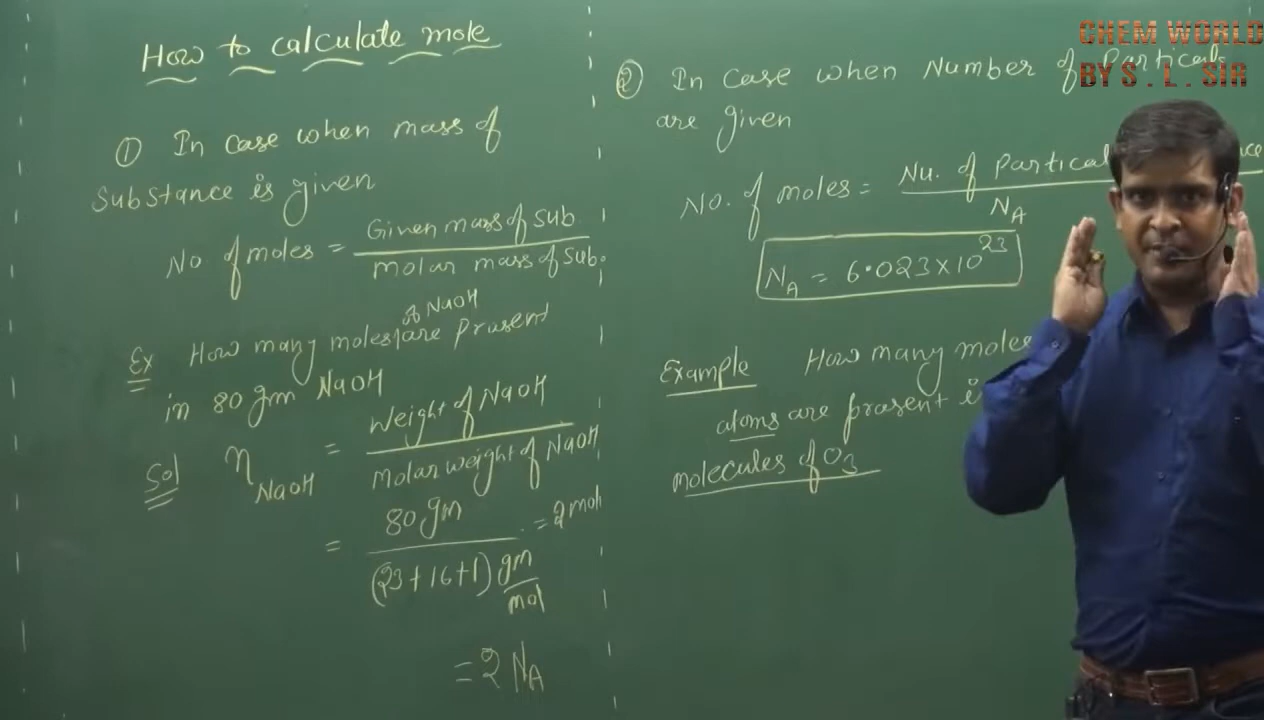 How to calculate mole
① In case when mass of
Substance is given
No of moles = Given mass of sub.
molar mass of Sub.
of NaOH
Ex How many moles are present
in 80 gm NaOH
Sol n NaOH = Weight of NaOH
Molar weight of NaOH
= 80 gm = 2 mole
(23+16+1) gm
mol
= 2 NA
② In case when Number of Particals
are given
No. of moles = Nu. of Partical
NA
NA = 6.023×10²³
Example How many moles
atoms are present
molecules of O3
CHEM WORLD
BY S . L . SIR